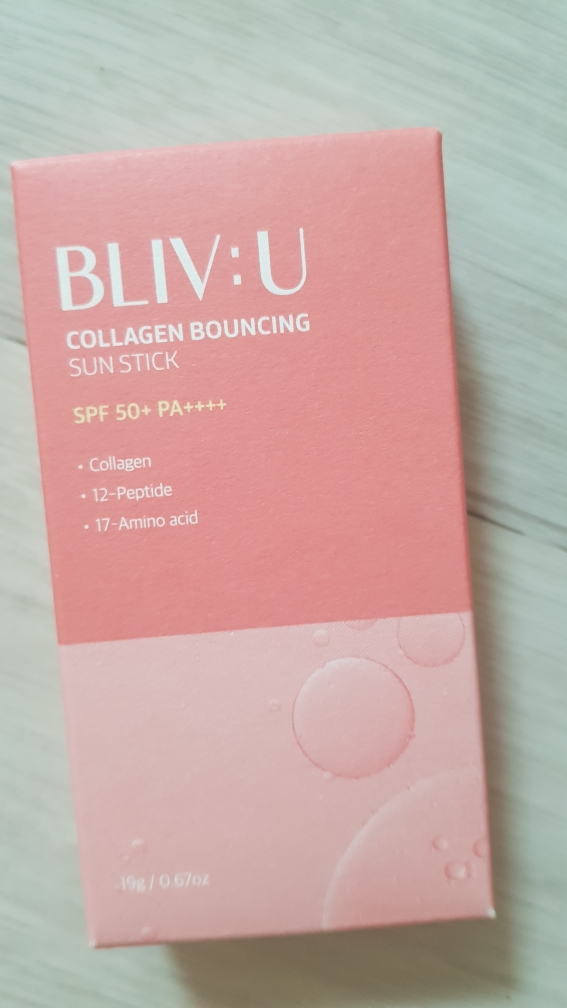 BLIV:U
COLLAGEN BOUNCING
SUN STICK
SPF 50+ PA++++
• Collagen
• 12-Peptide
• 17-Amino acid
19g / 0.67oz